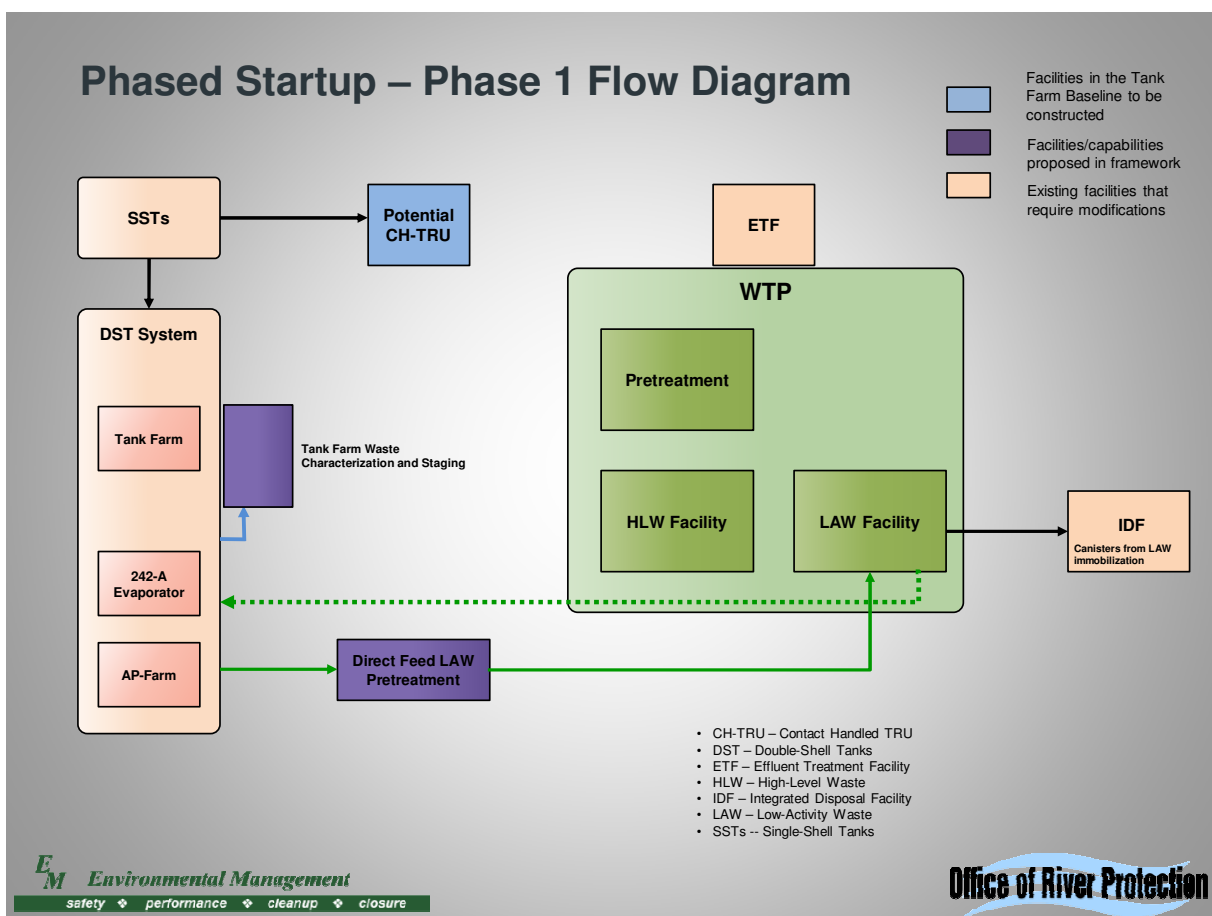 Phased Startup – Phase 1 Flow Diagram
Facilities in the Tank
Farm Baseline to be
constructed
Facilities/capabilities
proposed in framework
Existing facilities that
require modifications
SSTs
Potential
CH-TRU
ETF
WTP
DST System
Pretreatment
Tank Farm
Tank Farm Waste
Characterization and Staging
HLW Facility
LAW Facility
IDF
Canisters from LAW
immobilization
242-A
Evaporator
AP-Farm
Direct Feed LAW
Pretreatment
• CH-TRU – Contact Handled TRU
• DST – Double-Shell Tanks
• ETF – Effluent Treatment Facility
• HLW – High-Level Waste
• IDF – Integrated Disposal Facility
• LAW – Low-Activity Waste
• SSTs -- Single-Shell Tanks
EM Environmental Management
safety ❖ performance ❖ cleanup ❖ closure
Office of River Protection